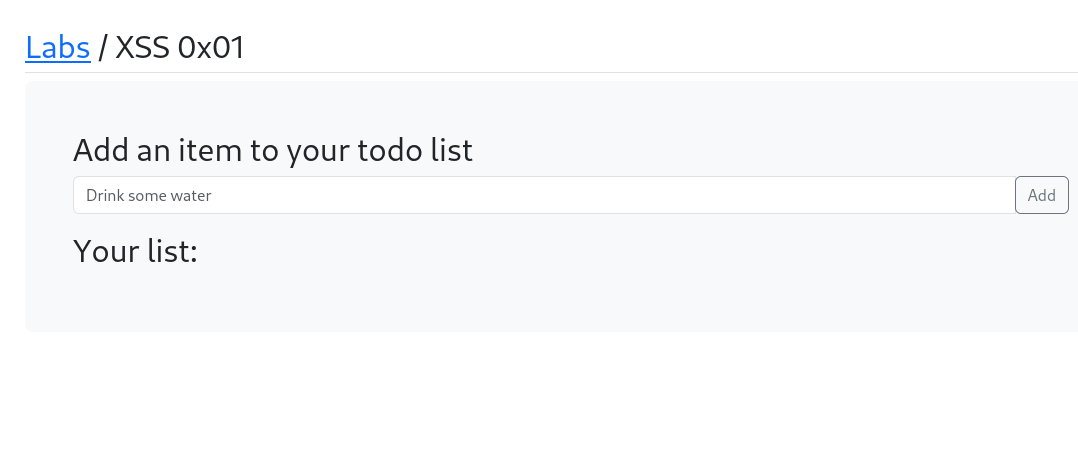 Labs / XSS 0x01
Add an item to your todo list
Drink some water Add
Your list: